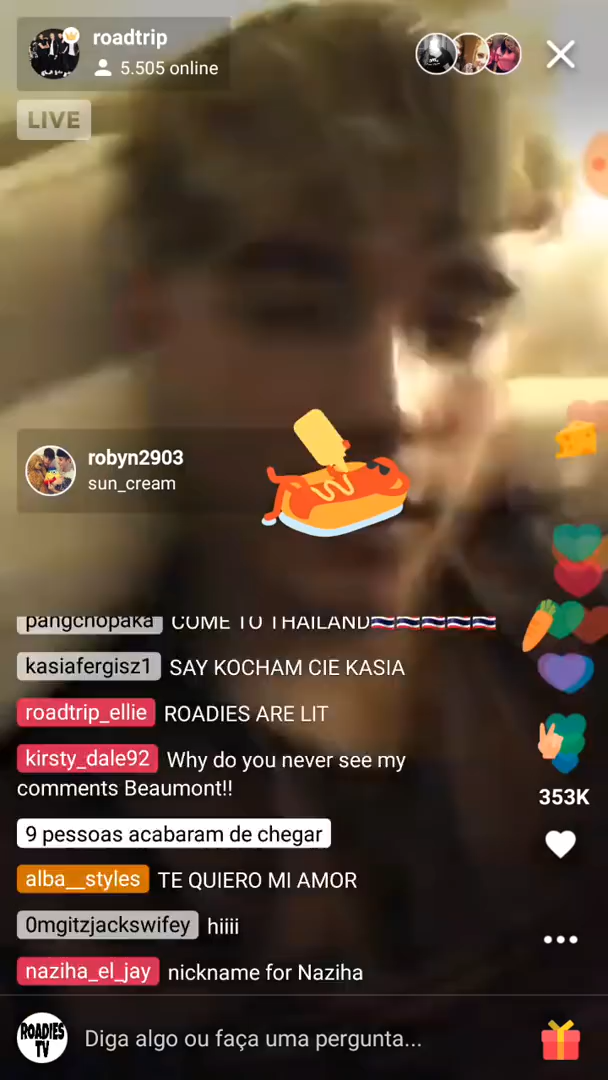 roadtrip
5.505 online
LIVE
robyn2903
sun_cream
pangchopaka COME TO THAILAND🇹🇭🇹🇭🇹🇭🇹🇭🇹🇭
kasiafergisz1 SAY KOCHAM CIE KASIA
roadtrip_ellie ROADIES ARE LIT
kirsty_dale92 Why do you never see my
comments Beaumont!!
353K
9 pessoas acabaram de chegar
alba__styles TE QUIERO MI AMOR
0mgitzjackswifey hiiii
naziha_el_jay nickname for Naziha
ROADIES
TV
Diga algo ou faça uma pergunta...